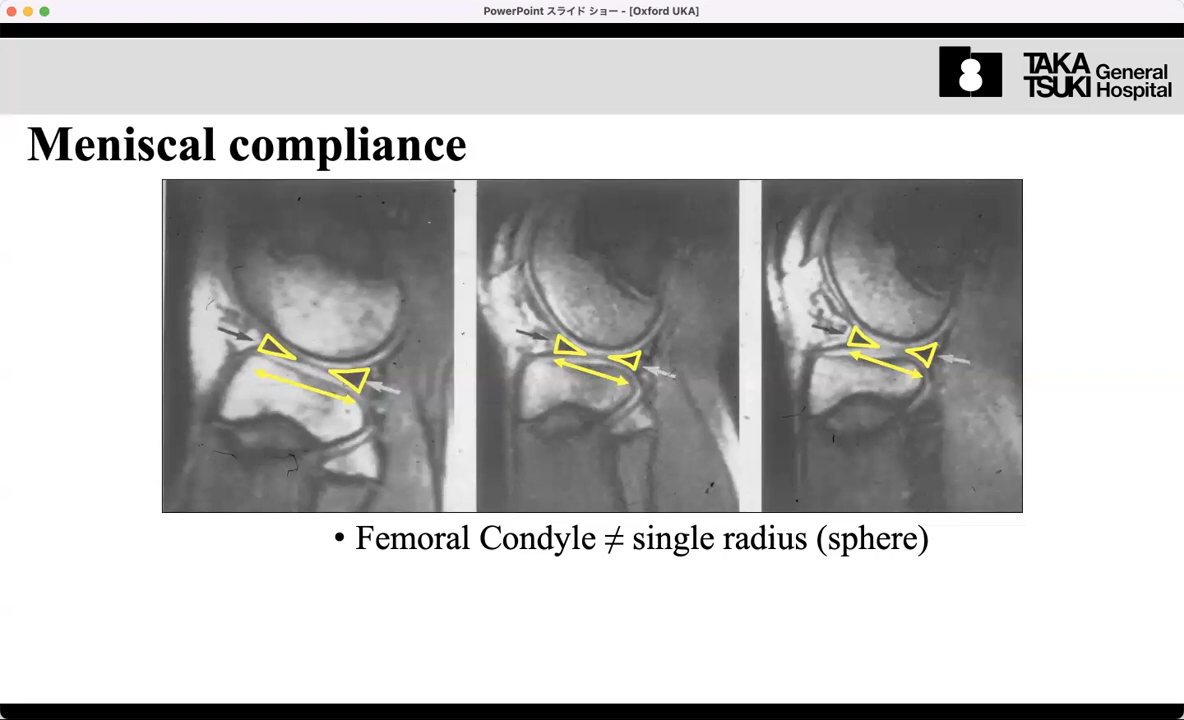 PowerPoint スライド ショー - [Oxford UKA]
TAKA
TSUKI
General
Hospital
Meniscal compliance
• Femoral Condyle ≠ single radius (sphere)